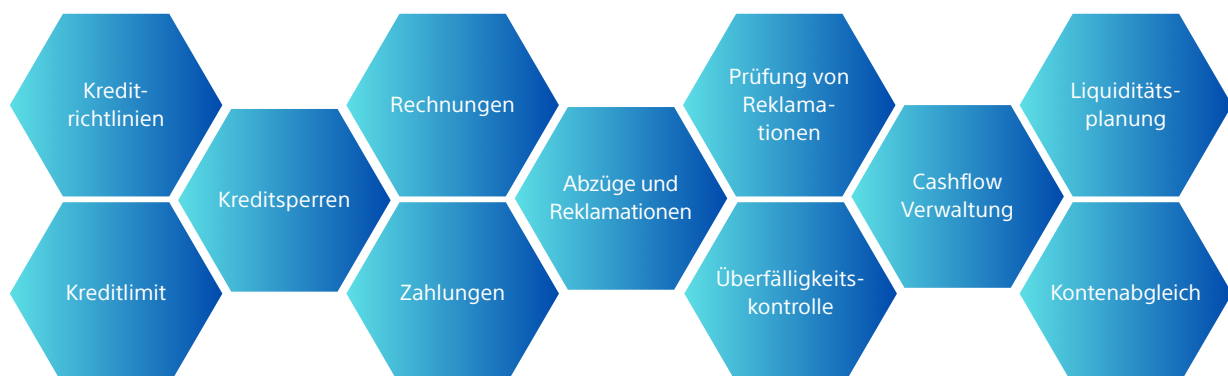 Kredit-
richtlinien
Kreditlimit
Kreditsperren
Rechnungen
Zahlungen
Abzüge und
Reklamationen
Prüfung von
Reklama-
tionen
Überfälligkeits-
kontrolle
Cashflow
Verwaltung
Liquiditäts-
planung
Kontenabgleich